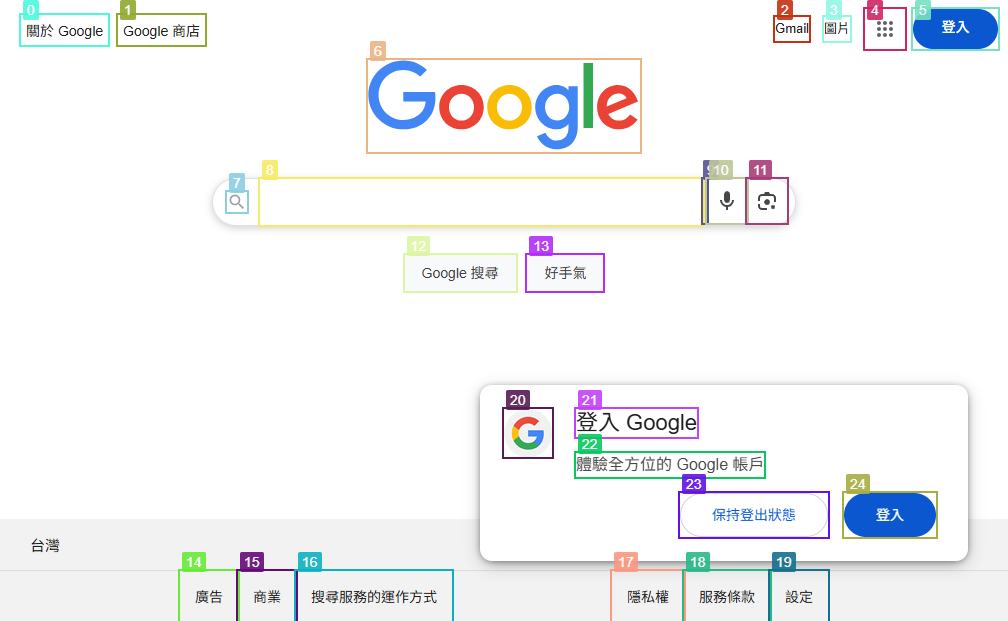 0 1 2 3 4 5
關於 Google Google 商店 Gmail 圖片 登入
6
Google
7 8 9 10 11
12 13
Google 搜尋 好手氣
20 21
登入 Google
22
體驗全方位的 Google 帳戶
23 24
保持登出狀態 登入
台灣
14 15 16 17 18 19
廣告 商業 搜尋服務的運作方式 隱私權 服務條款 設定